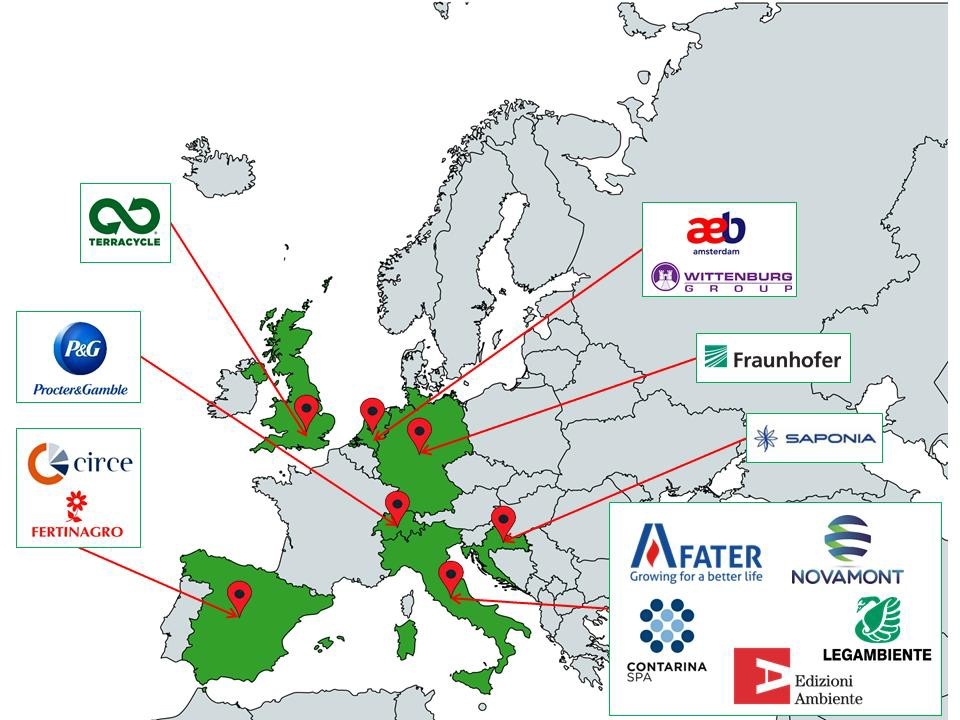 TERRACYCLE
aeb
amsterdam
WITTENBURG
GROUP
P&G
Procter&Gamble
Fraunhofer
SAPONIA
circe
FERTINAGRO
FATER
Growing for a better life
NOVAMONT
CONTARINA
SPA
LEGAMBIENTE
Edizioni
Ambiente